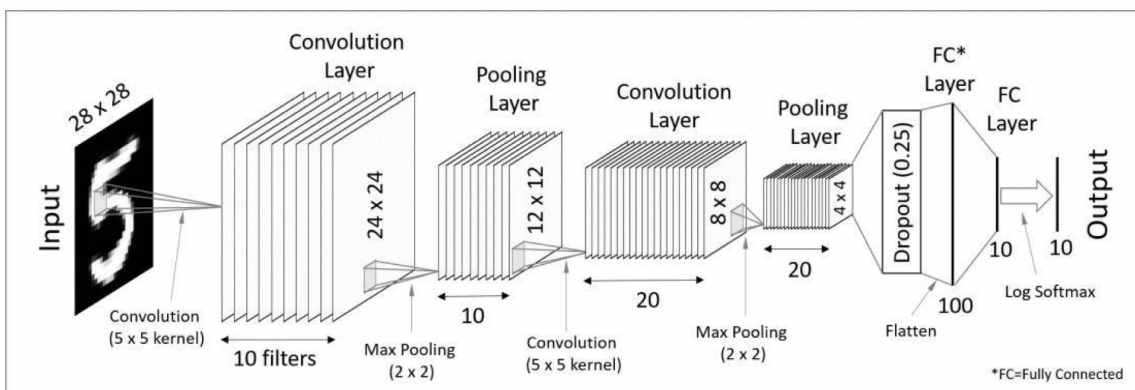 28 x 28
Input
Convolution
(5 x 5 kernel)
Convolution
Layer
24 x 24
10 filters
Max Pooling
(2 x 2)
Pooling
Layer
12 x 12
10
Convolution
(5 x 5 kernel)
Convolution
Layer
8 x 8
20
Max Pooling
(2 x 2)
Pooling
Layer
4 x 4
20
Dropout (0.25)
Flatten
FC*
Layer
100
FC
Layer
10
Log Softmax
10
Output
*FC=Fully Connected